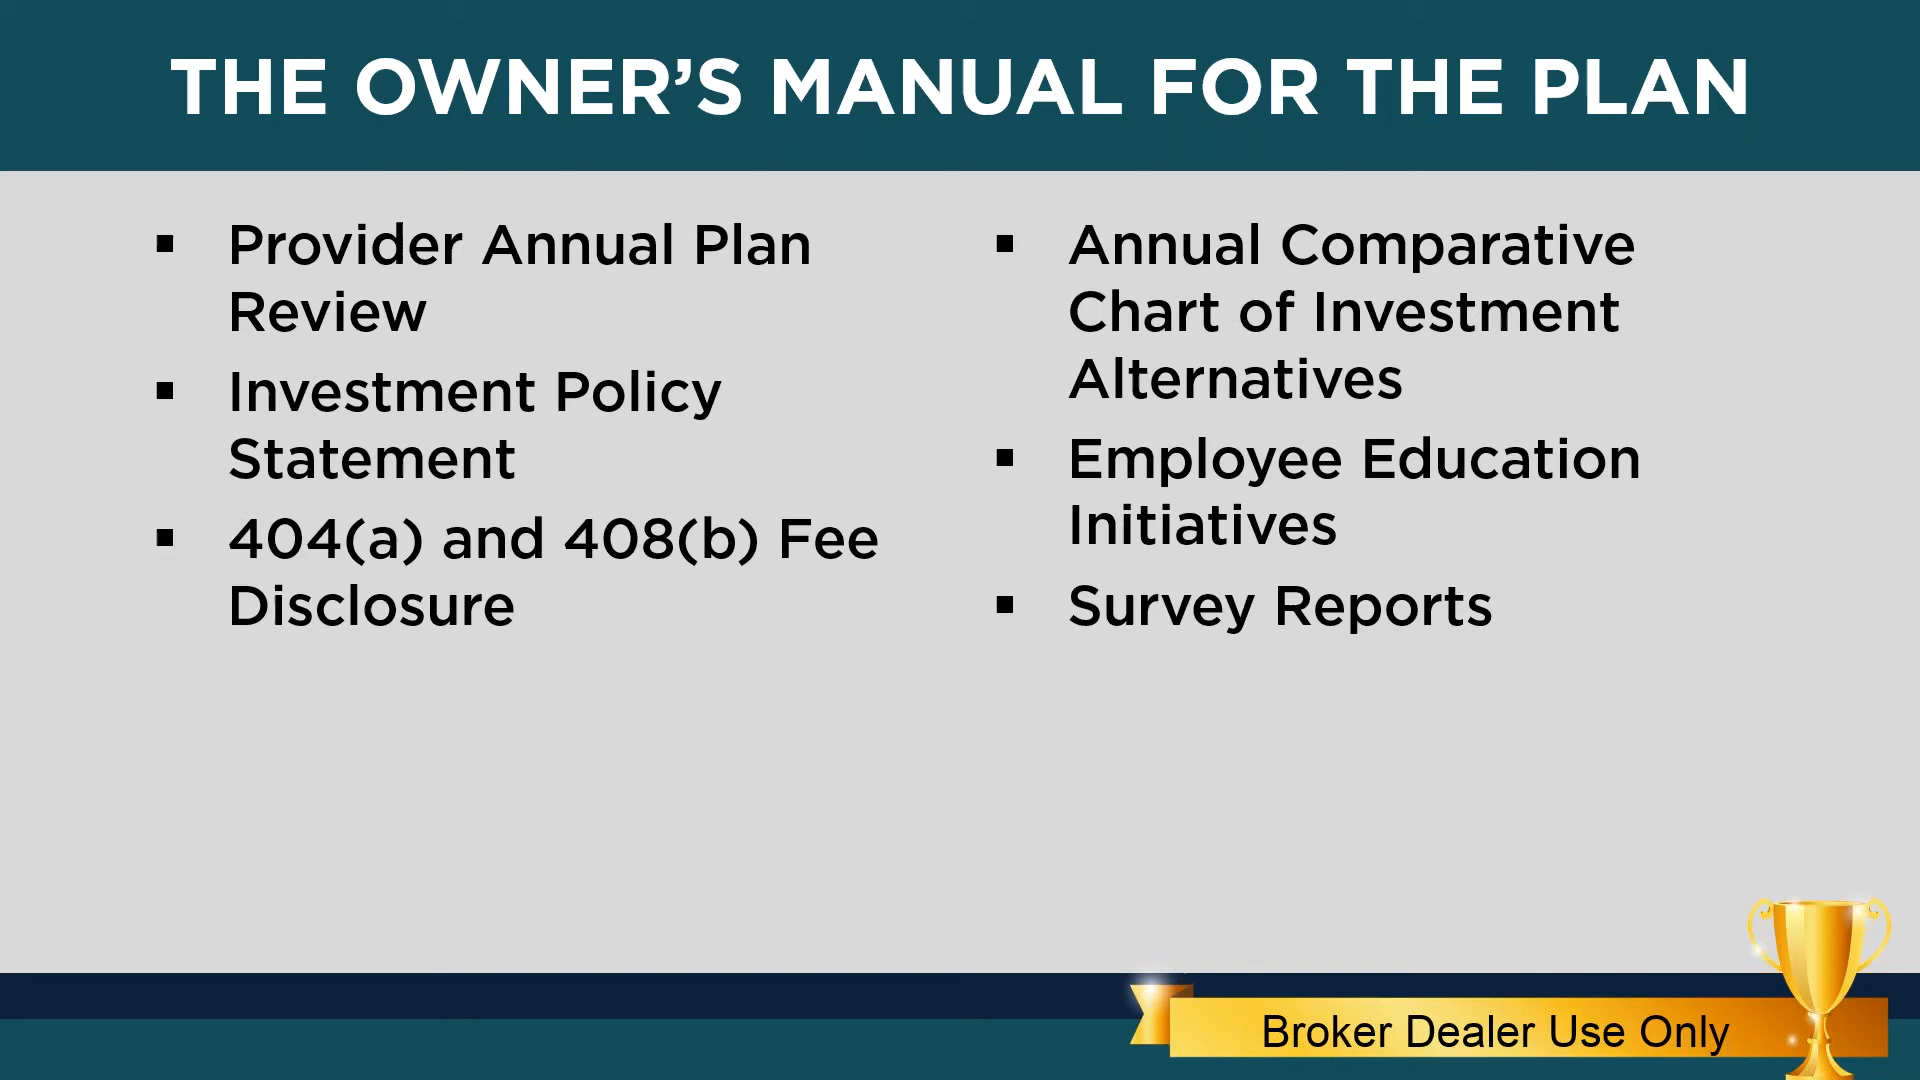 THE OWNER’S MANUAL FOR THE PLAN
▪ Provider Annual Plan
Review
▪ Investment Policy
Statement
▪ 404(a) and 408(b) Fee
Disclosure
▪ Annual Comparative
Chart of Investment
Alternatives
▪ Employee Education
Initiatives
▪ Survey Reports
Broker Dealer Use Only